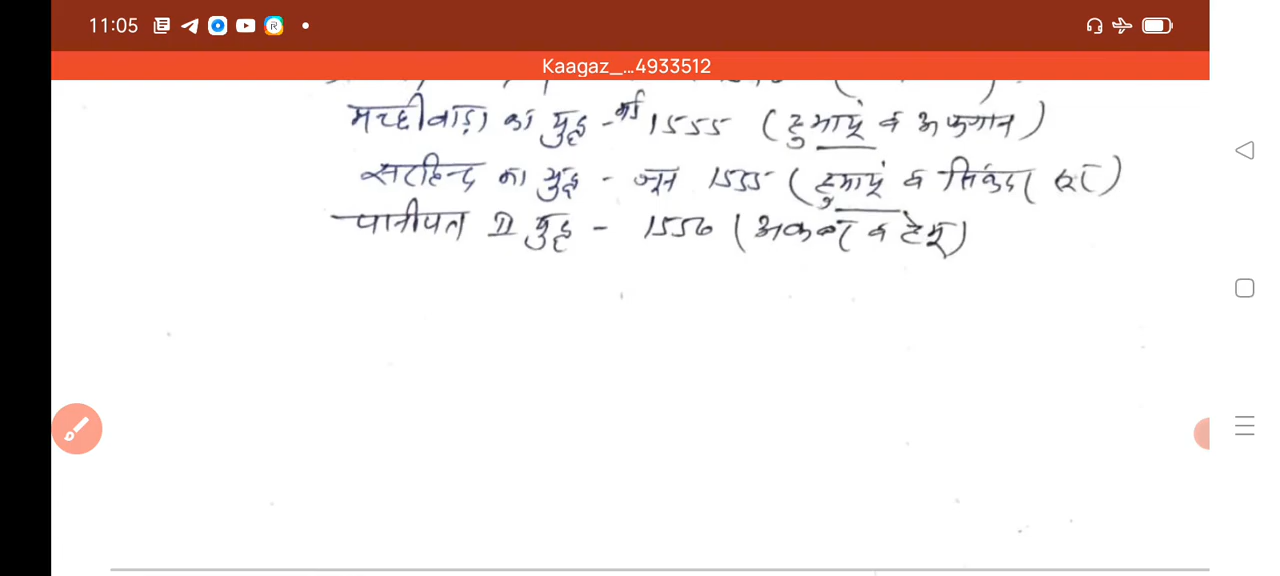 11:05
Kaagaz_...4933512
मच्छीवाड़ा का युद्ध - मई 1555 (हुमायूं व अफगान)
सरहिन्द का युद्ध - जून 1555 (हुमायूं व सिकंदर सूर)
पानीपत II युद्ध - 1556 (अकबर व हेमू)